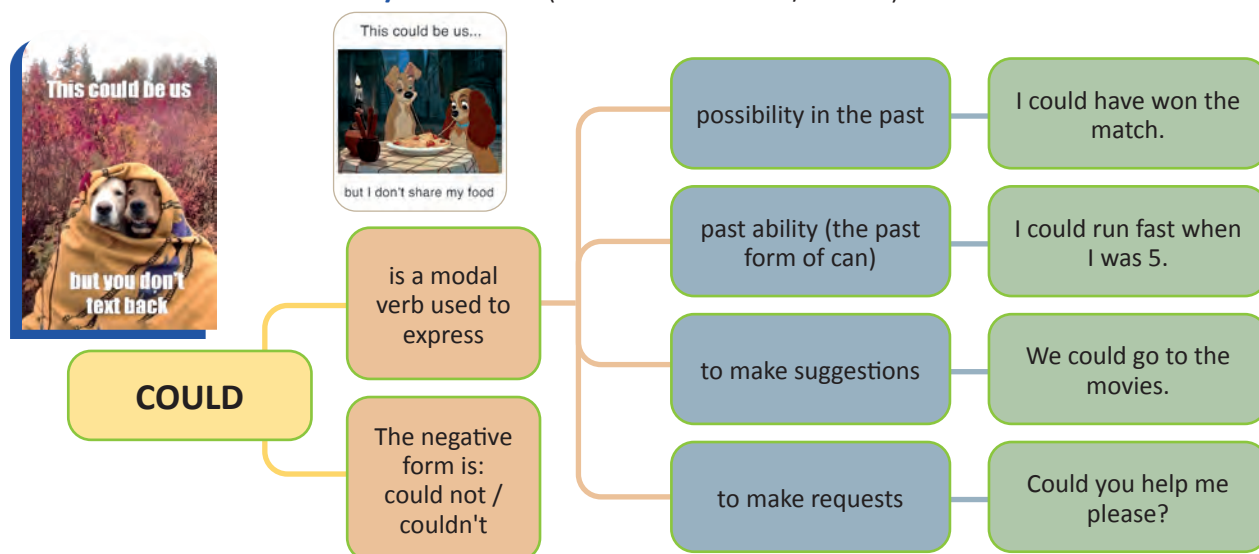 This could be us
but you don't
text back
This could be us...
but I don't share my food
COULD
is a modal
verb used to
express
The negative
form is:
could not /
couldn't
possibility in the past
I could have won the
match.
past ability (the past
form of can)
I could run fast when
I was 5.
to make suggestions
We could go to the
movies.
to make requests
Could you help me
please?